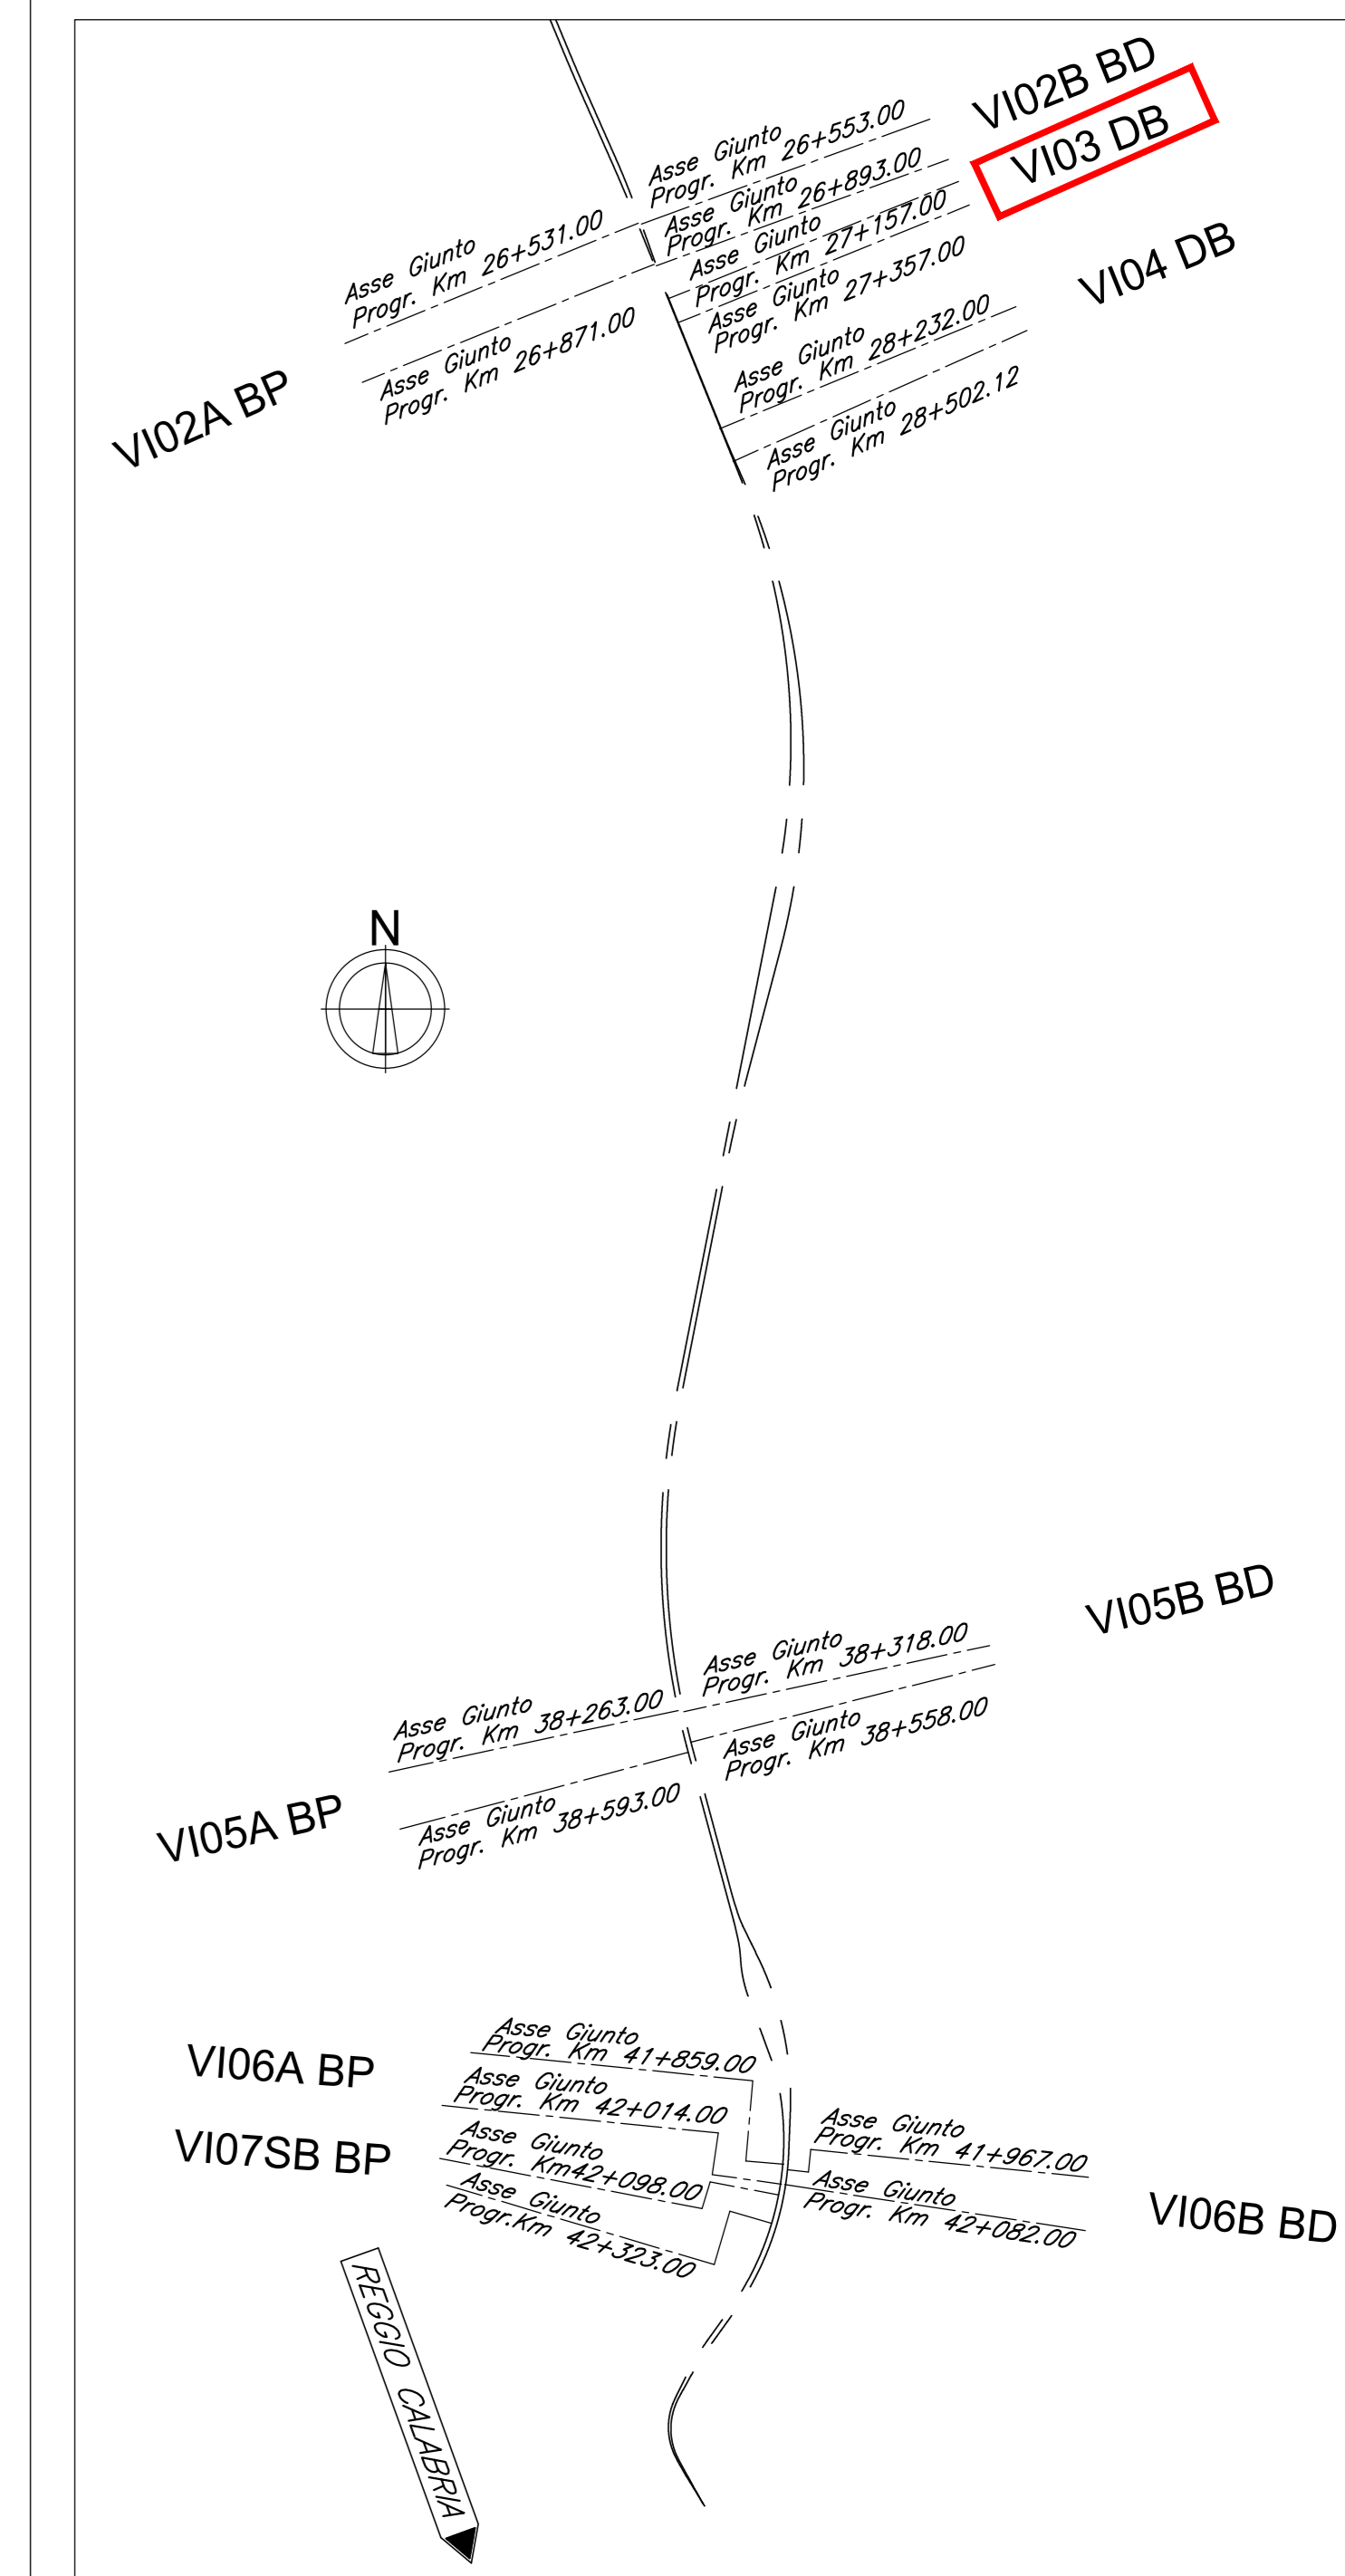 VI02B BD
VI03 DB
Asse Giunto
Progr. Km 26+553.00
Asse Giunto
Progr. Km 26+893.00
Asse Giunto
Progr. Km 27+157.00
Asse Giunto
Progr. Km 27+357.00
VI04 DB
Asse Giunto
Progr. Km 28+232.00
Asse Giunto
Progr. Km 28+502.12
Asse Giunto
Progr. Km 26+531.00
Asse Giunto
Progr. Km 26+871.00
VI02A BP
N
VI05B BD
Asse Giunto
Progr. Km 38+318.00
Asse Giunto
Progr. Km 38+558.00
Asse Giunto
Progr. Km 38+263.00
Asse Giunto
Progr. Km 38+593.00
VI05A BP
VI06A BP
Asse Giunto
Progr. Km 41+859.00
Asse Giunto
Progr. Km 42+014.00
VI07SB BP
Asse Giunto
Progr. Km42+098.00
Asse Giunto
Progr.Km 42+323.00
Asse Giunto
Progr. Km 41+967.00
Asse Giunto
Progr. Km 42+082.00
VI06B BD
REGGIO CALABRIA